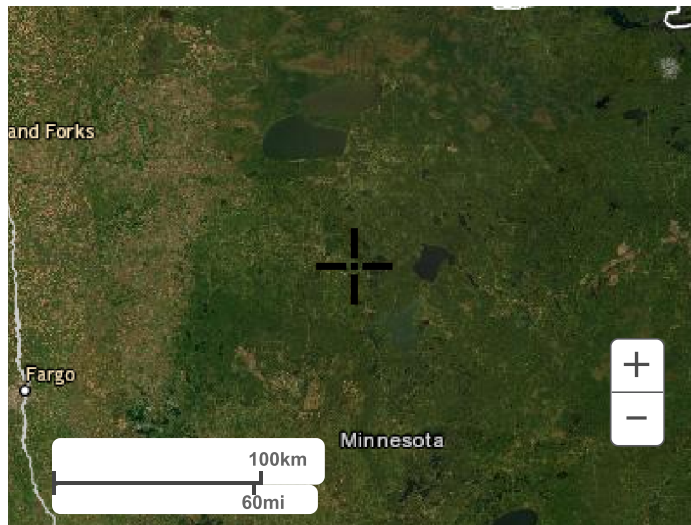 and Forks
Fargo
Minnesota
100km
60mi
+
−